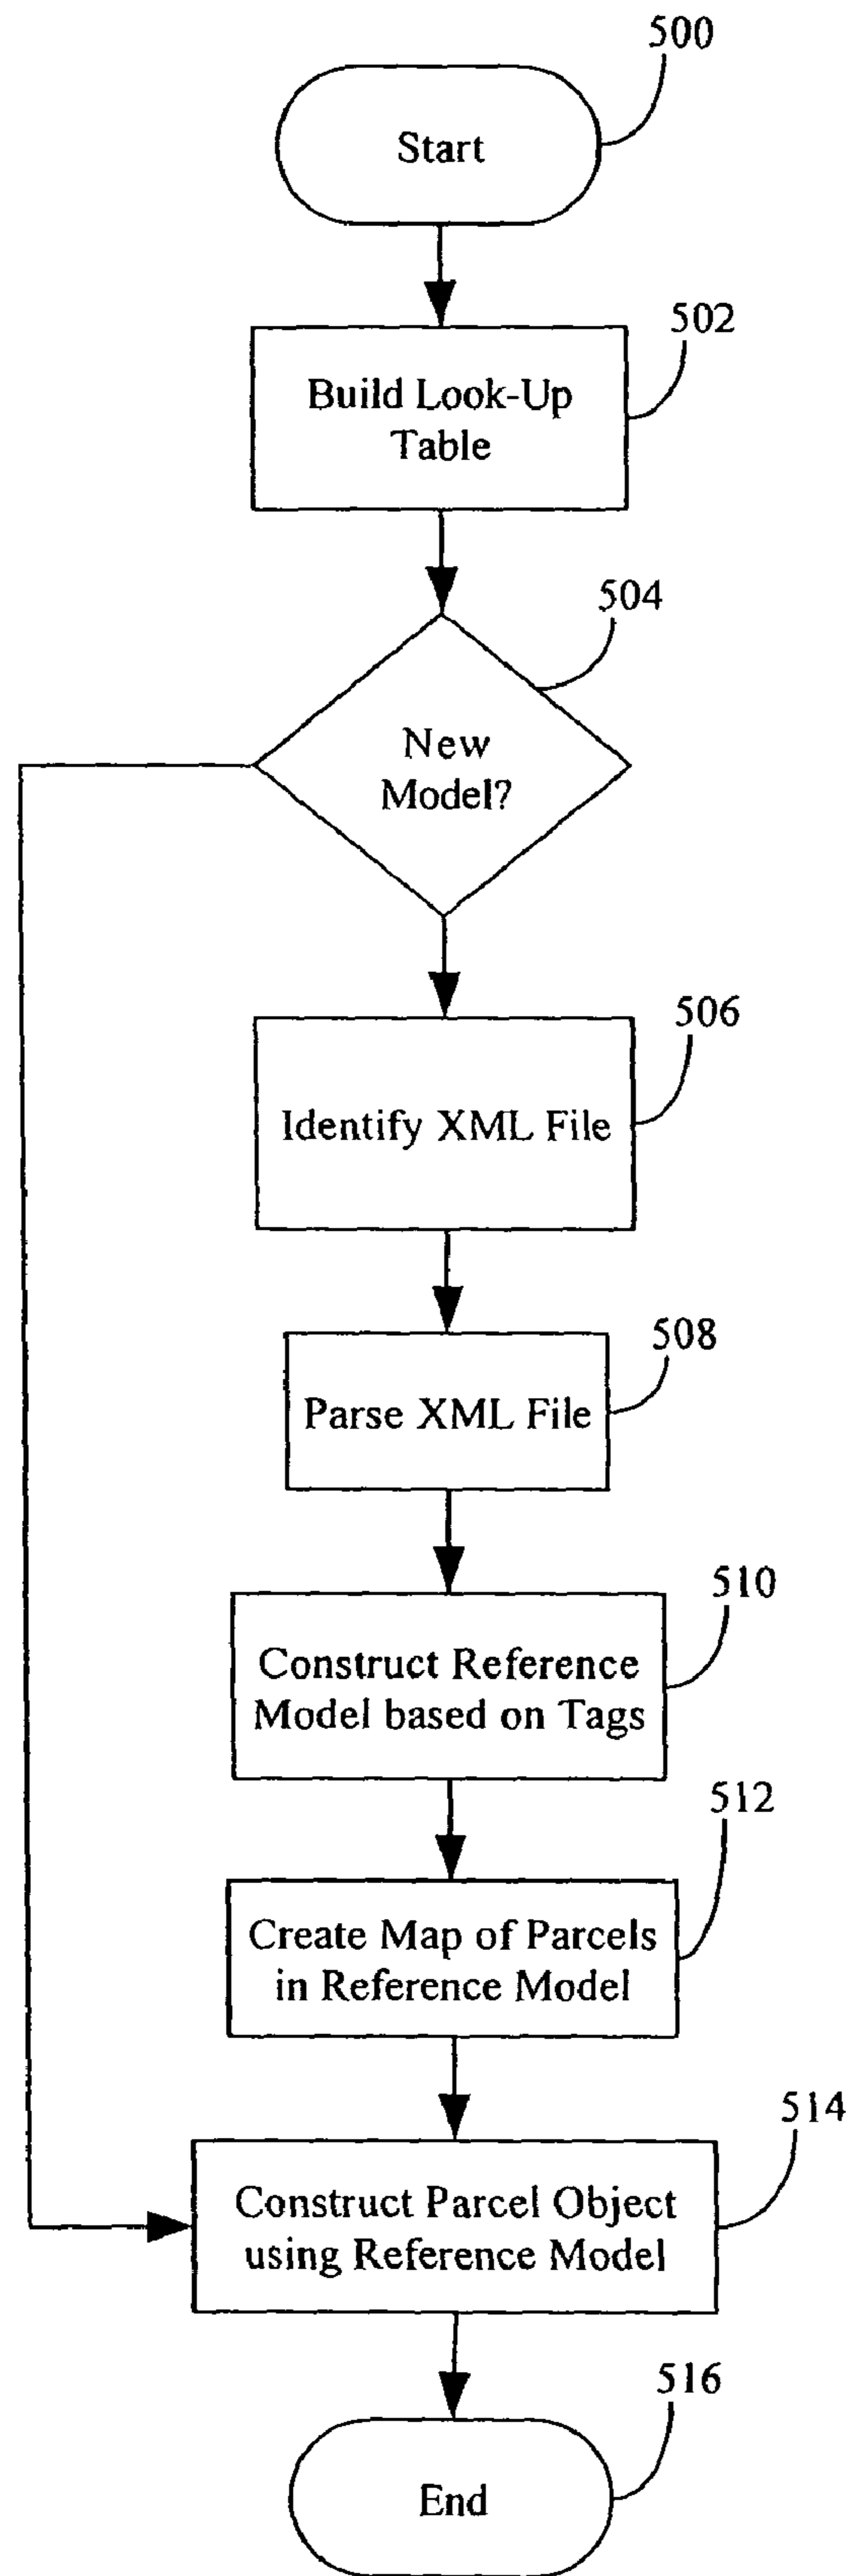 500
Start
502
Build Look-Up
Table
504
New
Model?
506
Identify XML File
508
Parse XML File
510
Construct Reference
Model based on Tags
512
Create Map of Parcels
in Reference Model
514
Construct Parcel Object
using Reference Model
516
End